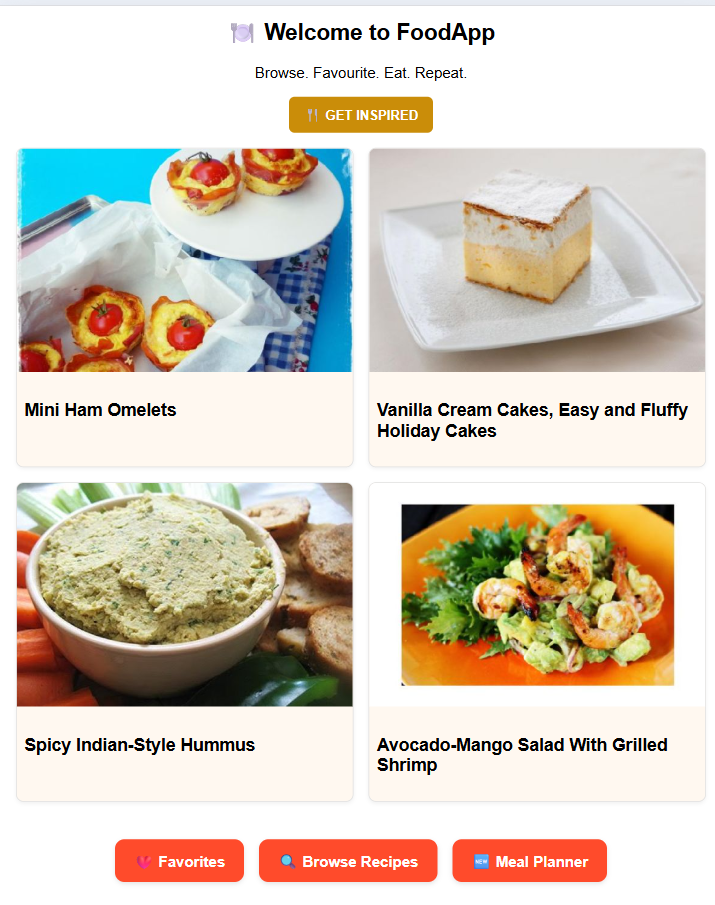 Welcome to FoodApp
Browse. Favourite. Eat. Repeat.
GET INSPIRED
Mini Ham Omelets
Vanilla Cream Cakes, Easy and Fluffy
Holiday Cakes
Spicy Indian-Style Hummus
Avocado-Mango Salad With Grilled
Shrimp
Favorites
Browse Recipes
NEW Meal Planner